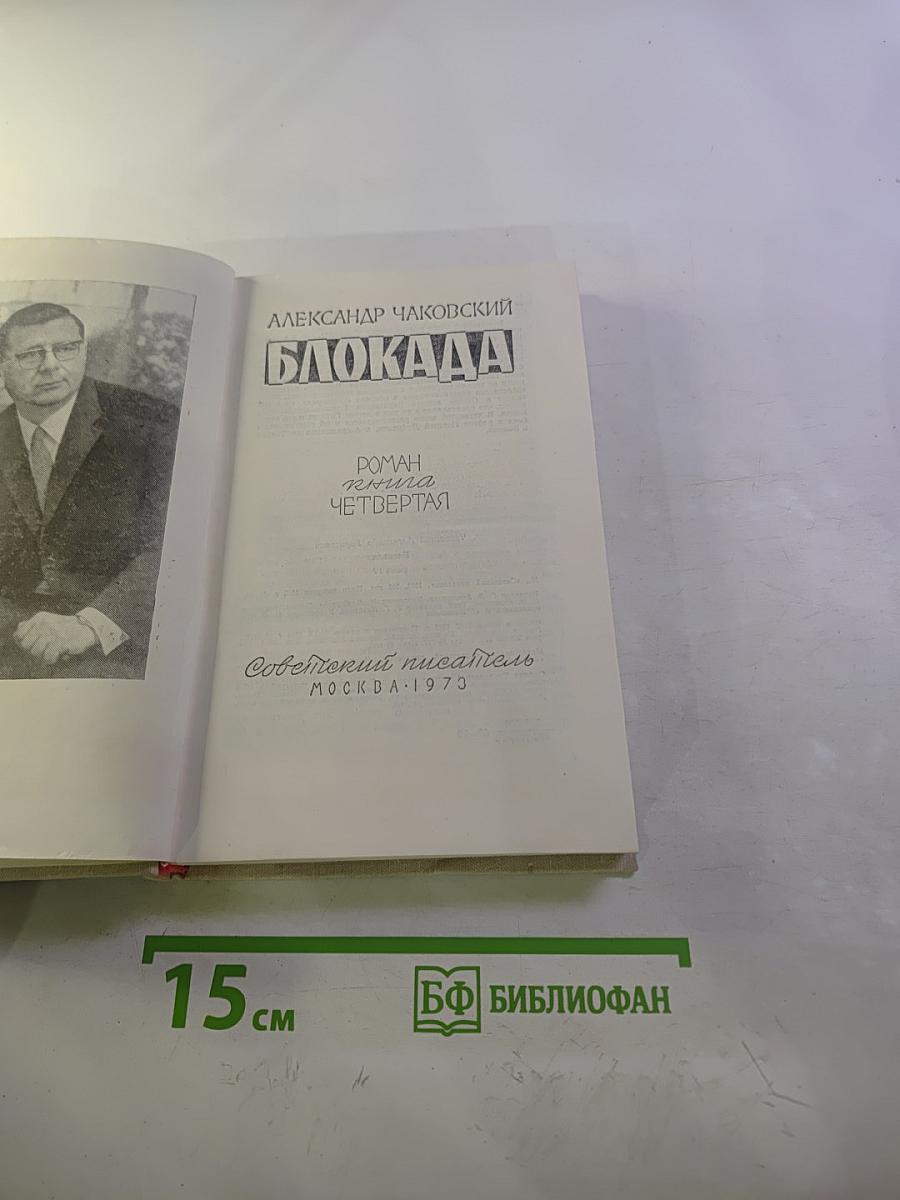 АЛЕКСАНДР ЧАКОВСКИЙ
БЛОКАДА
РОМАН
книга
ЧЕТВЕРТАЯ
Советский писатель
МОСКВА·1973
15 см
БФ БИБЛИОФАН